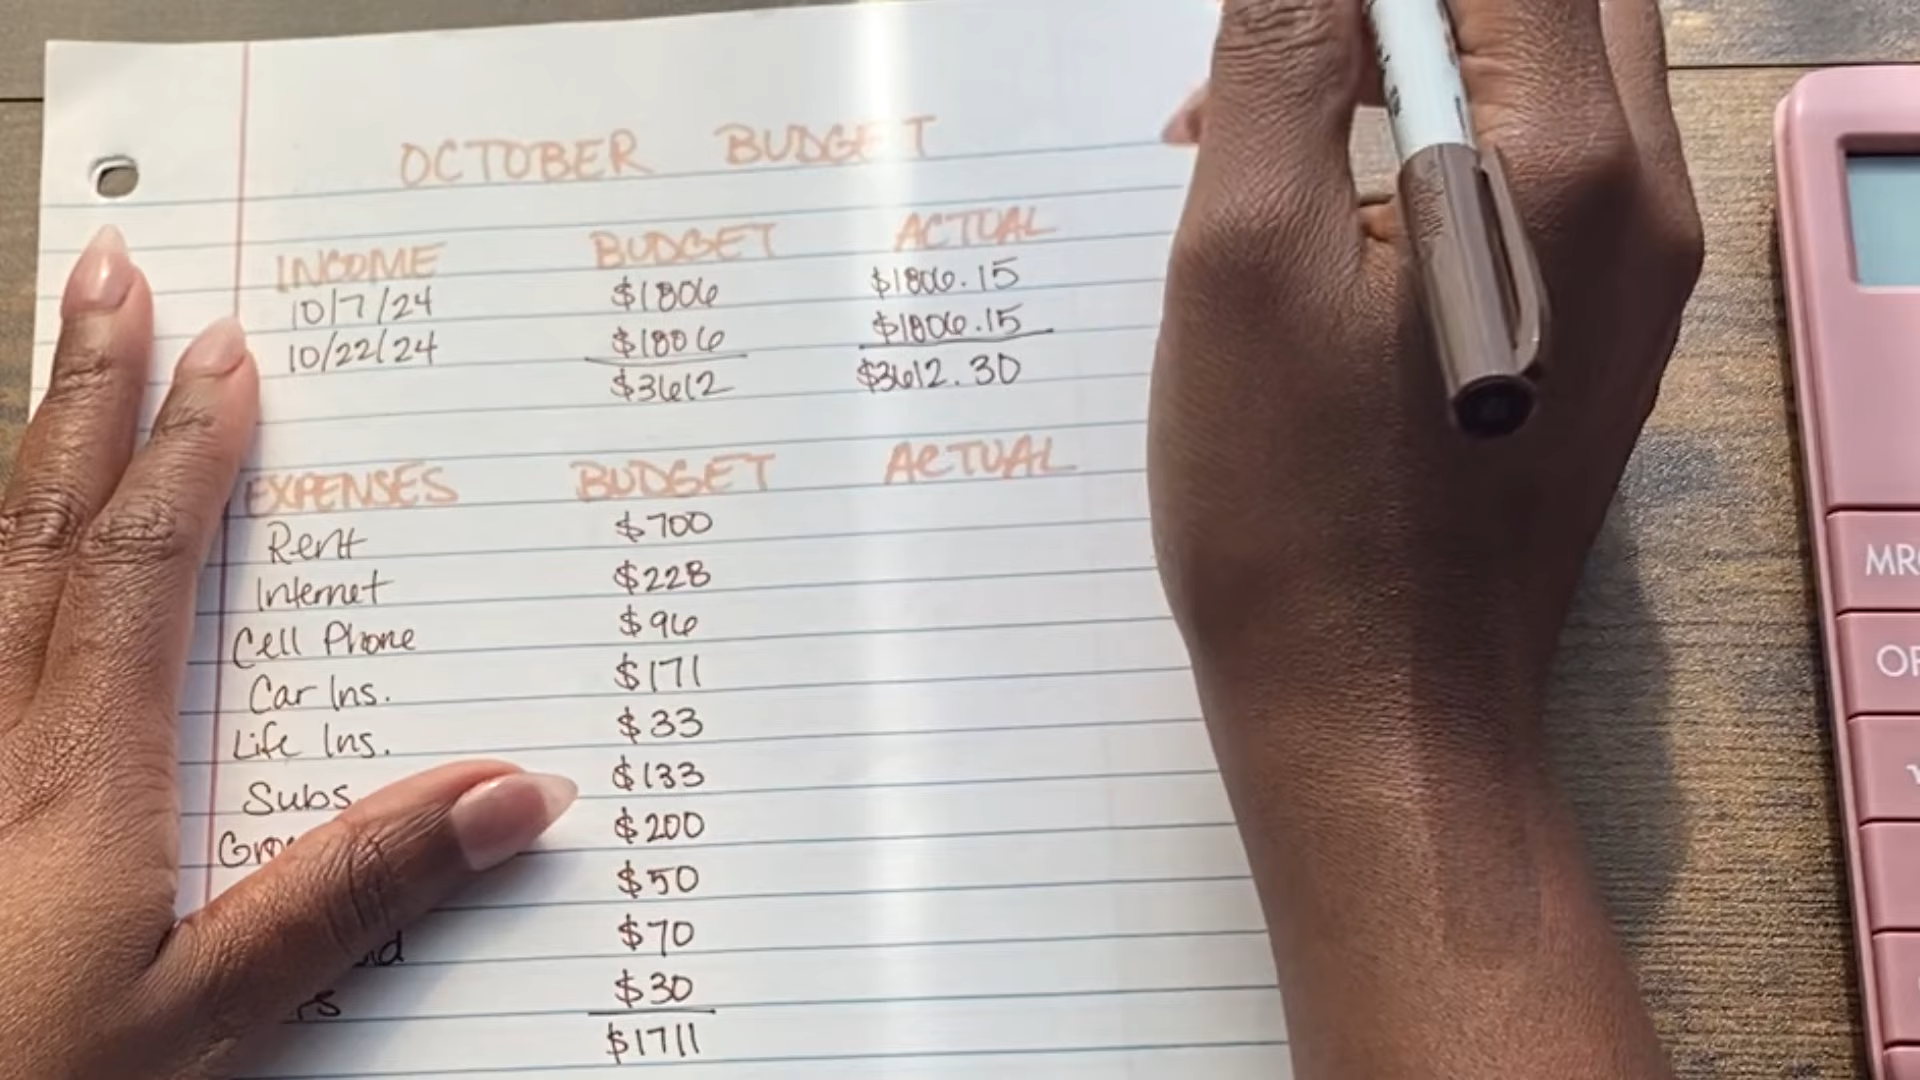 OCTOBER BUDGET
INCOME BUDGET ACTUAL
10/7/24 $1806 $1806.15
10/22/24 $1806 $1806.15
$3612 $3612.30
EXPENSES BUDGET ACTUAL
Rent $700
Internet $228
Cell Phone $96
Car Ins. $171
Life Ins. $33
Subs $133
$200
$50
$70
$30
$1711